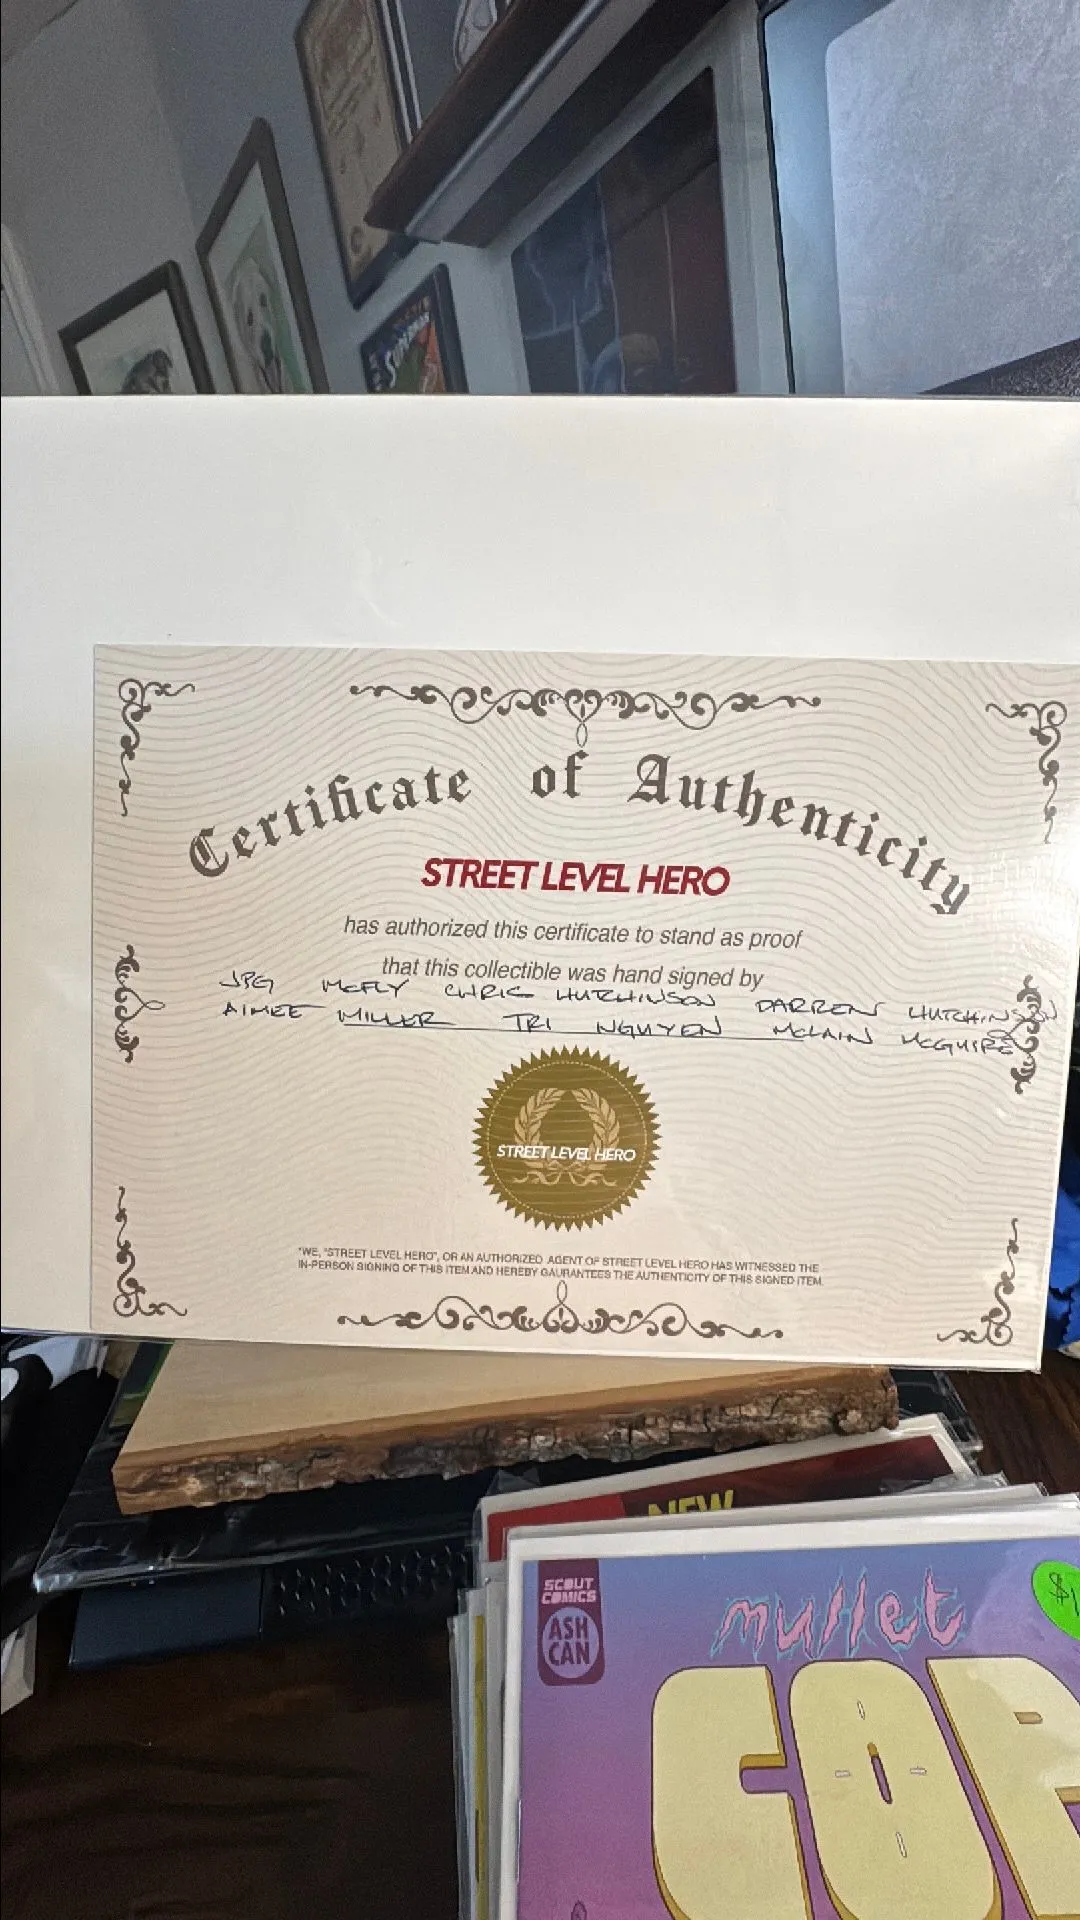 SUPERMAN
Certificate of Authenticity
STREET LEVEL HERO
has authorized this certificate to stand as proof
that this collectible was hand signed by
JPG MCFLY CHRIS HUTCHINSON DARREN HUTCHINSON
AIMEE MILLER TRI NGUYEN MCLAIN MCGUIRE
STREET LEVEL HERO
"WE, "STREET LEVEL HERO", OR AN AUTHORIZED AGENT OF STREET LEVEL HERO HAS WITNESSED THE
IN-PERSON SIGNING OF THIS ITEM AND HEREBY GAURANTEES THE AUTHENTICITY OF THIS SIGNED ITEM.
NEW
SCOUT
COMICS
ASH
CAN
mullet
COP
$1